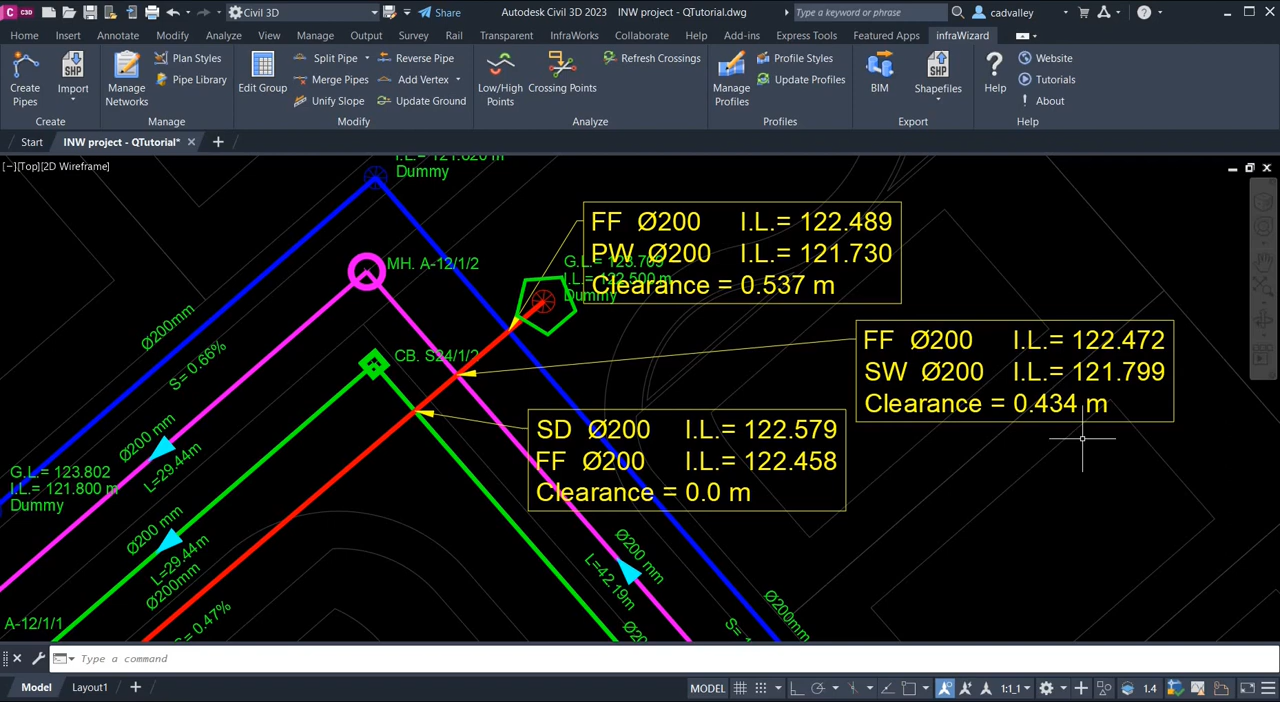 C3D
Civil 3D
Share
Autodesk Civil 3D 2023 INW project - QTutorial.dwg
Type a keyword or phrase
cadvalley
Home Insert Annotate Modify Analyze View Manage Output Survey Rail Transparent InfraWorks Collaborate Help Add-ins Express Tools Featured Apps infraWizard
Create Pipes
Import
Create
Manage Networks
Plan Styles
Pipe Library
Manage
Edit Group
Split Pipe
Merge Pipes
Unify Slope
Reverse Pipe
Add Vertex
Update Ground
Modify
Low/High Points
Crossing Points
Refresh Crossings
Analyze
Manage Profiles
Profile Styles
Update Profiles
Profiles
BIM
Shapefiles
Export
Help
Website
Tutorials
About
Help
Start
INW project - QTutorial*
[−][Top][2D Wireframe]
Dummy
FF Ø200 I.L.= 122.489
PW Ø200 I.L.= 121.730
Clearance = 0.537 m
I.L.= 122.500 m
Dummy
MH. A-12/1/2
FF Ø200 I.L.= 122.472
SW Ø200 I.L.= 121.799
Clearance = 0.434 m
CB. S24/1/2
Ø200mm
S= 0.66%
SD Ø200 I.L.= 122.579
FF Ø200 I.L.= 122.458
Clearance = 0.0 m
Ø200 mm
L=29.44m
G.L.= 123.802
I.L.= 121.800 m
Dummy
Ø200 mm
L=29.44m
Ø200mm
S= 0.47%
Ø200 mm
L=42.19m
Ø200mm
A-12/1/1
Type a command
Model Layout1
MODEL
1:1_1
1.4